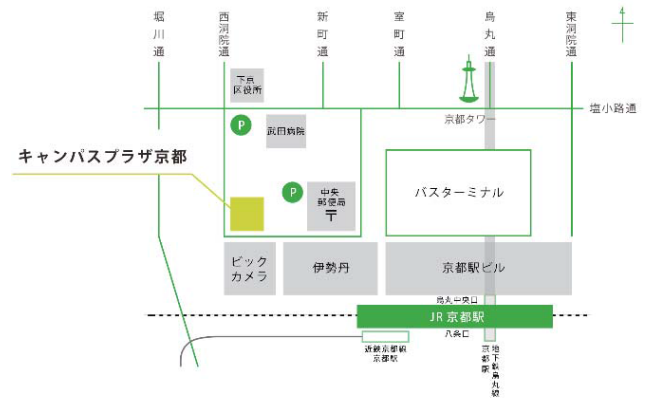 堀川通
西洞院通
新町通
室町通
烏丸通
東洞院通
4
下京
区役所
塩小路通
京都タワー
P
武田病院
キャンパスプラザ京都
P
中央
郵便局
〒
バスターミナル
ビック
カメラ
伊勢丹
京都駅ビル
烏丸中央口
JR 京都駅
八条口
近鉄京都線
京都駅
地下鉄烏丸線
京都駅